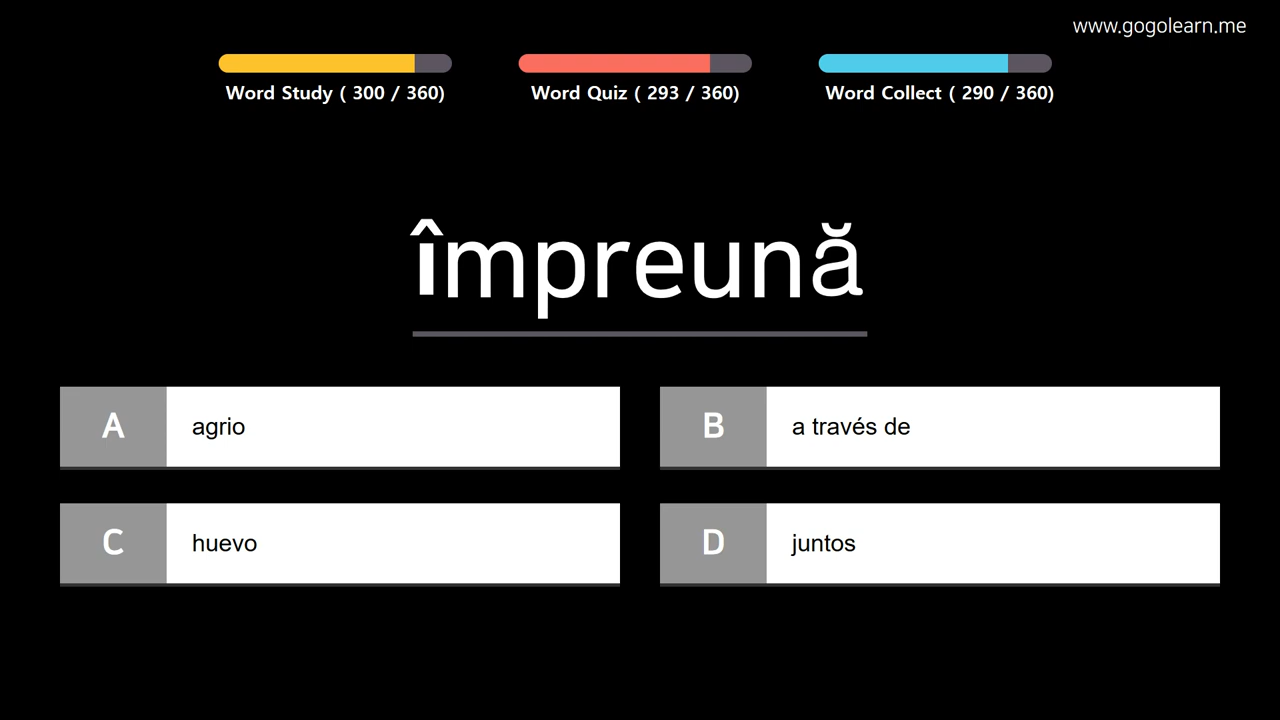 www.gogolearn.me
Word Study ( 300 / 360)
Word Quiz ( 293 / 360)
Word Collect ( 290 / 360)
împreună
A agrio
B a través de
C huevo
D juntos